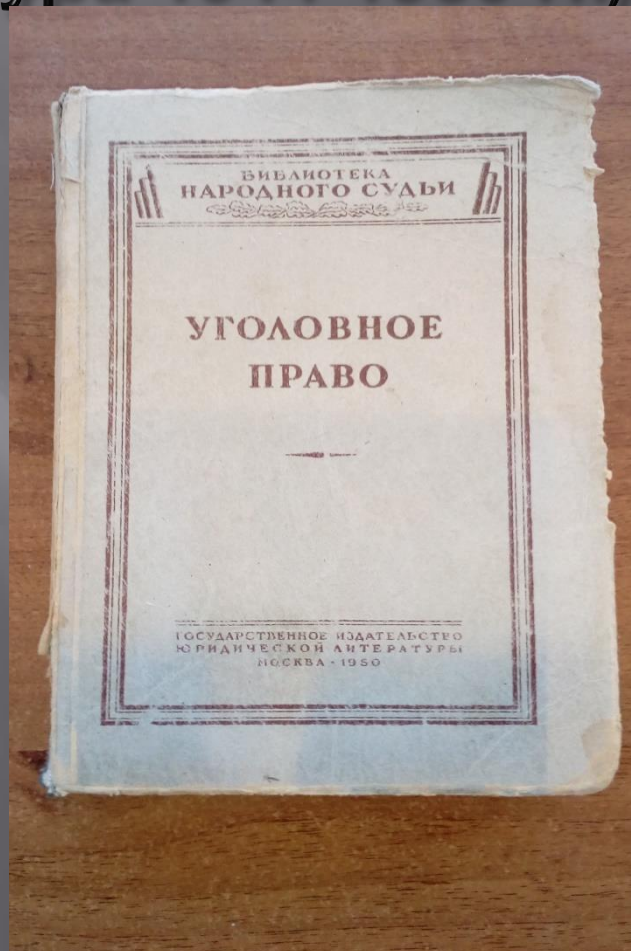 БИБЛИОТЕКА
НАРОДНОГО СУДЬИ
УГОЛОВНОЕ
ПРАВО
ГОСУДАРСТВЕННОЕ ИЗДАТЕЛЬСТВО
ЮРИДИЧЕСКОЙ ЛИТЕРАТУРЫ
МОСКВА · 1950